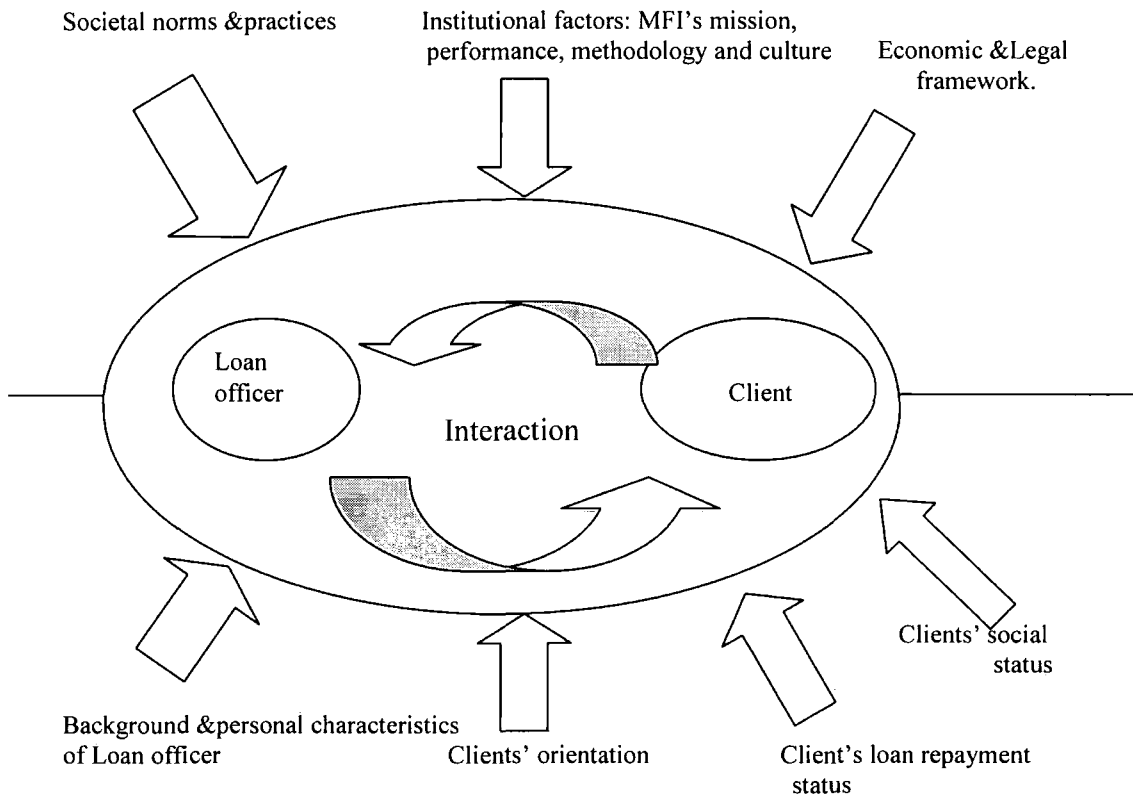 Societal norms &practices
Institutional factors: MFI's mission,
performance, methodology and culture
Economic &Legal
framework.
Loan
officer
Client
Interaction
Clients' social
status
Background &personal characteristics
of Loan officer
Clients' orientation
Client's loan repayment
status